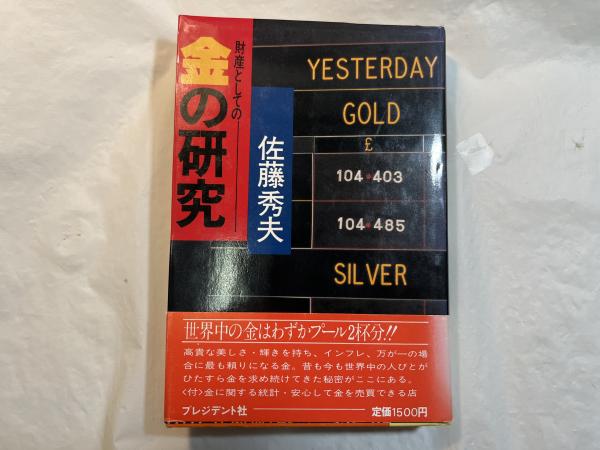 財産としての
金の研究
佐藤秀夫
YESTERDAY
GOLD
£
104 403
104 485
SILVER
世界中の金はわずかプール2杯分!!
高貴な美しさ・輝きを持ち、インフレ、万が一の場
合に最も頼りになる金。昔も今も世界中の人びとが
ひたすら金を求め続けてきた秘密がここにある。
〈付〉金に関する統計・安心して金を売買できる店
プレジデント社
定価1500円